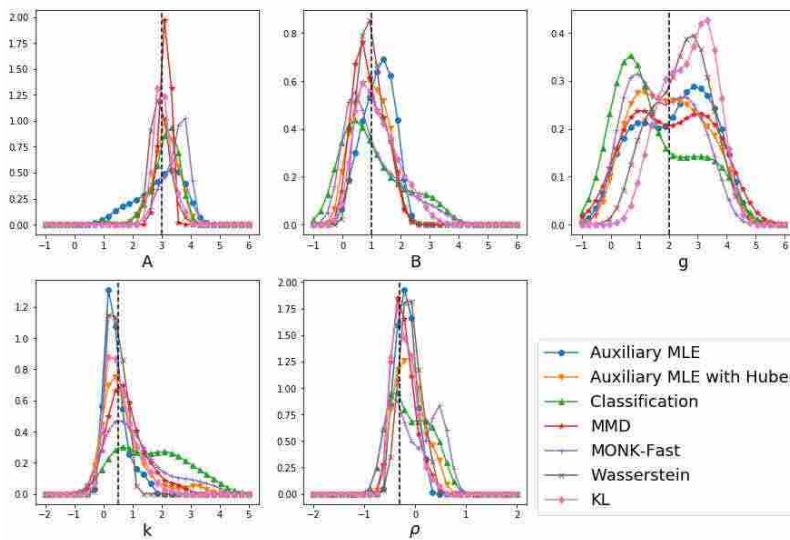 2.00
1.75
1.50
1.25
1.00
0.75
0.50
0.25
0.00
-1 0 1 2 3 4 5 6
A
0.8
0.6
0.4
0.2
0.0
-1 0 1 2 3 4 5 6
B
0.4
0.3
0.2
0.1
0.0
-1 0 1 2 3 4 5 6
g
1.2
1.0
0.8
0.6
0.4
0.2
0.0
-2 -1 0 1 2 3 4 5
k
2.00
1.75
1.50
1.25
1.00
0.75
0.50
0.25
0.00
-2 -1 0 1 2
ρ
Auxiliary MLE
Auxiliary MLE with Hube
Classification
MMD
MONK-Fast
Wasserstein
KL